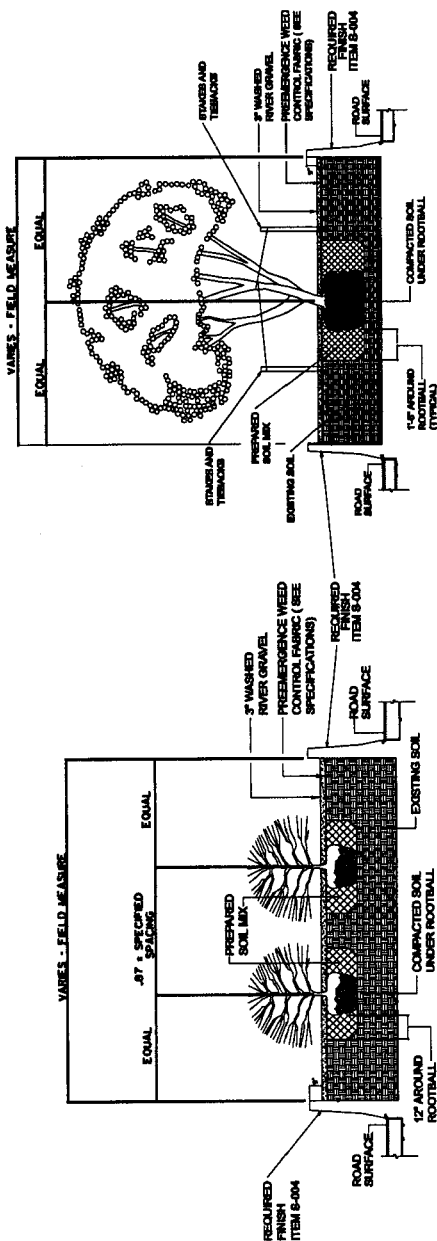 VARIES - FIELD MEASURE
EQUAL
.87 x SPECIFIED
SPACING
EQUAL
3" WASHED
RIVER GRAVEL
PREEMERGENCE WEED
CONTROL FABRIC ( SEE
SPECIFICATIONS)
REQUIRED
FINISH
ITEM S-004
PREPARED
SOIL MIX
REQUIRED
FINISH
ITEM S-004
ROAD
SURFACE
12" AROUND
ROOTBALL
COMPACTED SOIL
UNDER ROOTBALL
EXISTING SOIL
ROAD
SURFACE
VARIES - FIELD MEASURE
EQUAL
EQUAL
STAKES AND
TIEBACKS
STAKES AND
TIEBACKS
3" WASHED
RIVER GRAVEL
PREEMERGENCE WEED
CONTROL FABRIC (SEE
SPECIFICATIONS)
REQUIRED
FINISH
ITEM S-004
PREPARED
SOIL MIX
EXISTING SOIL
ROAD
SURFACE
1'-6" AROUND
ROOTBALL
(TYPICAL)
COMPACTED SOIL
UNDER ROOTBALL
ROAD
SURFACE